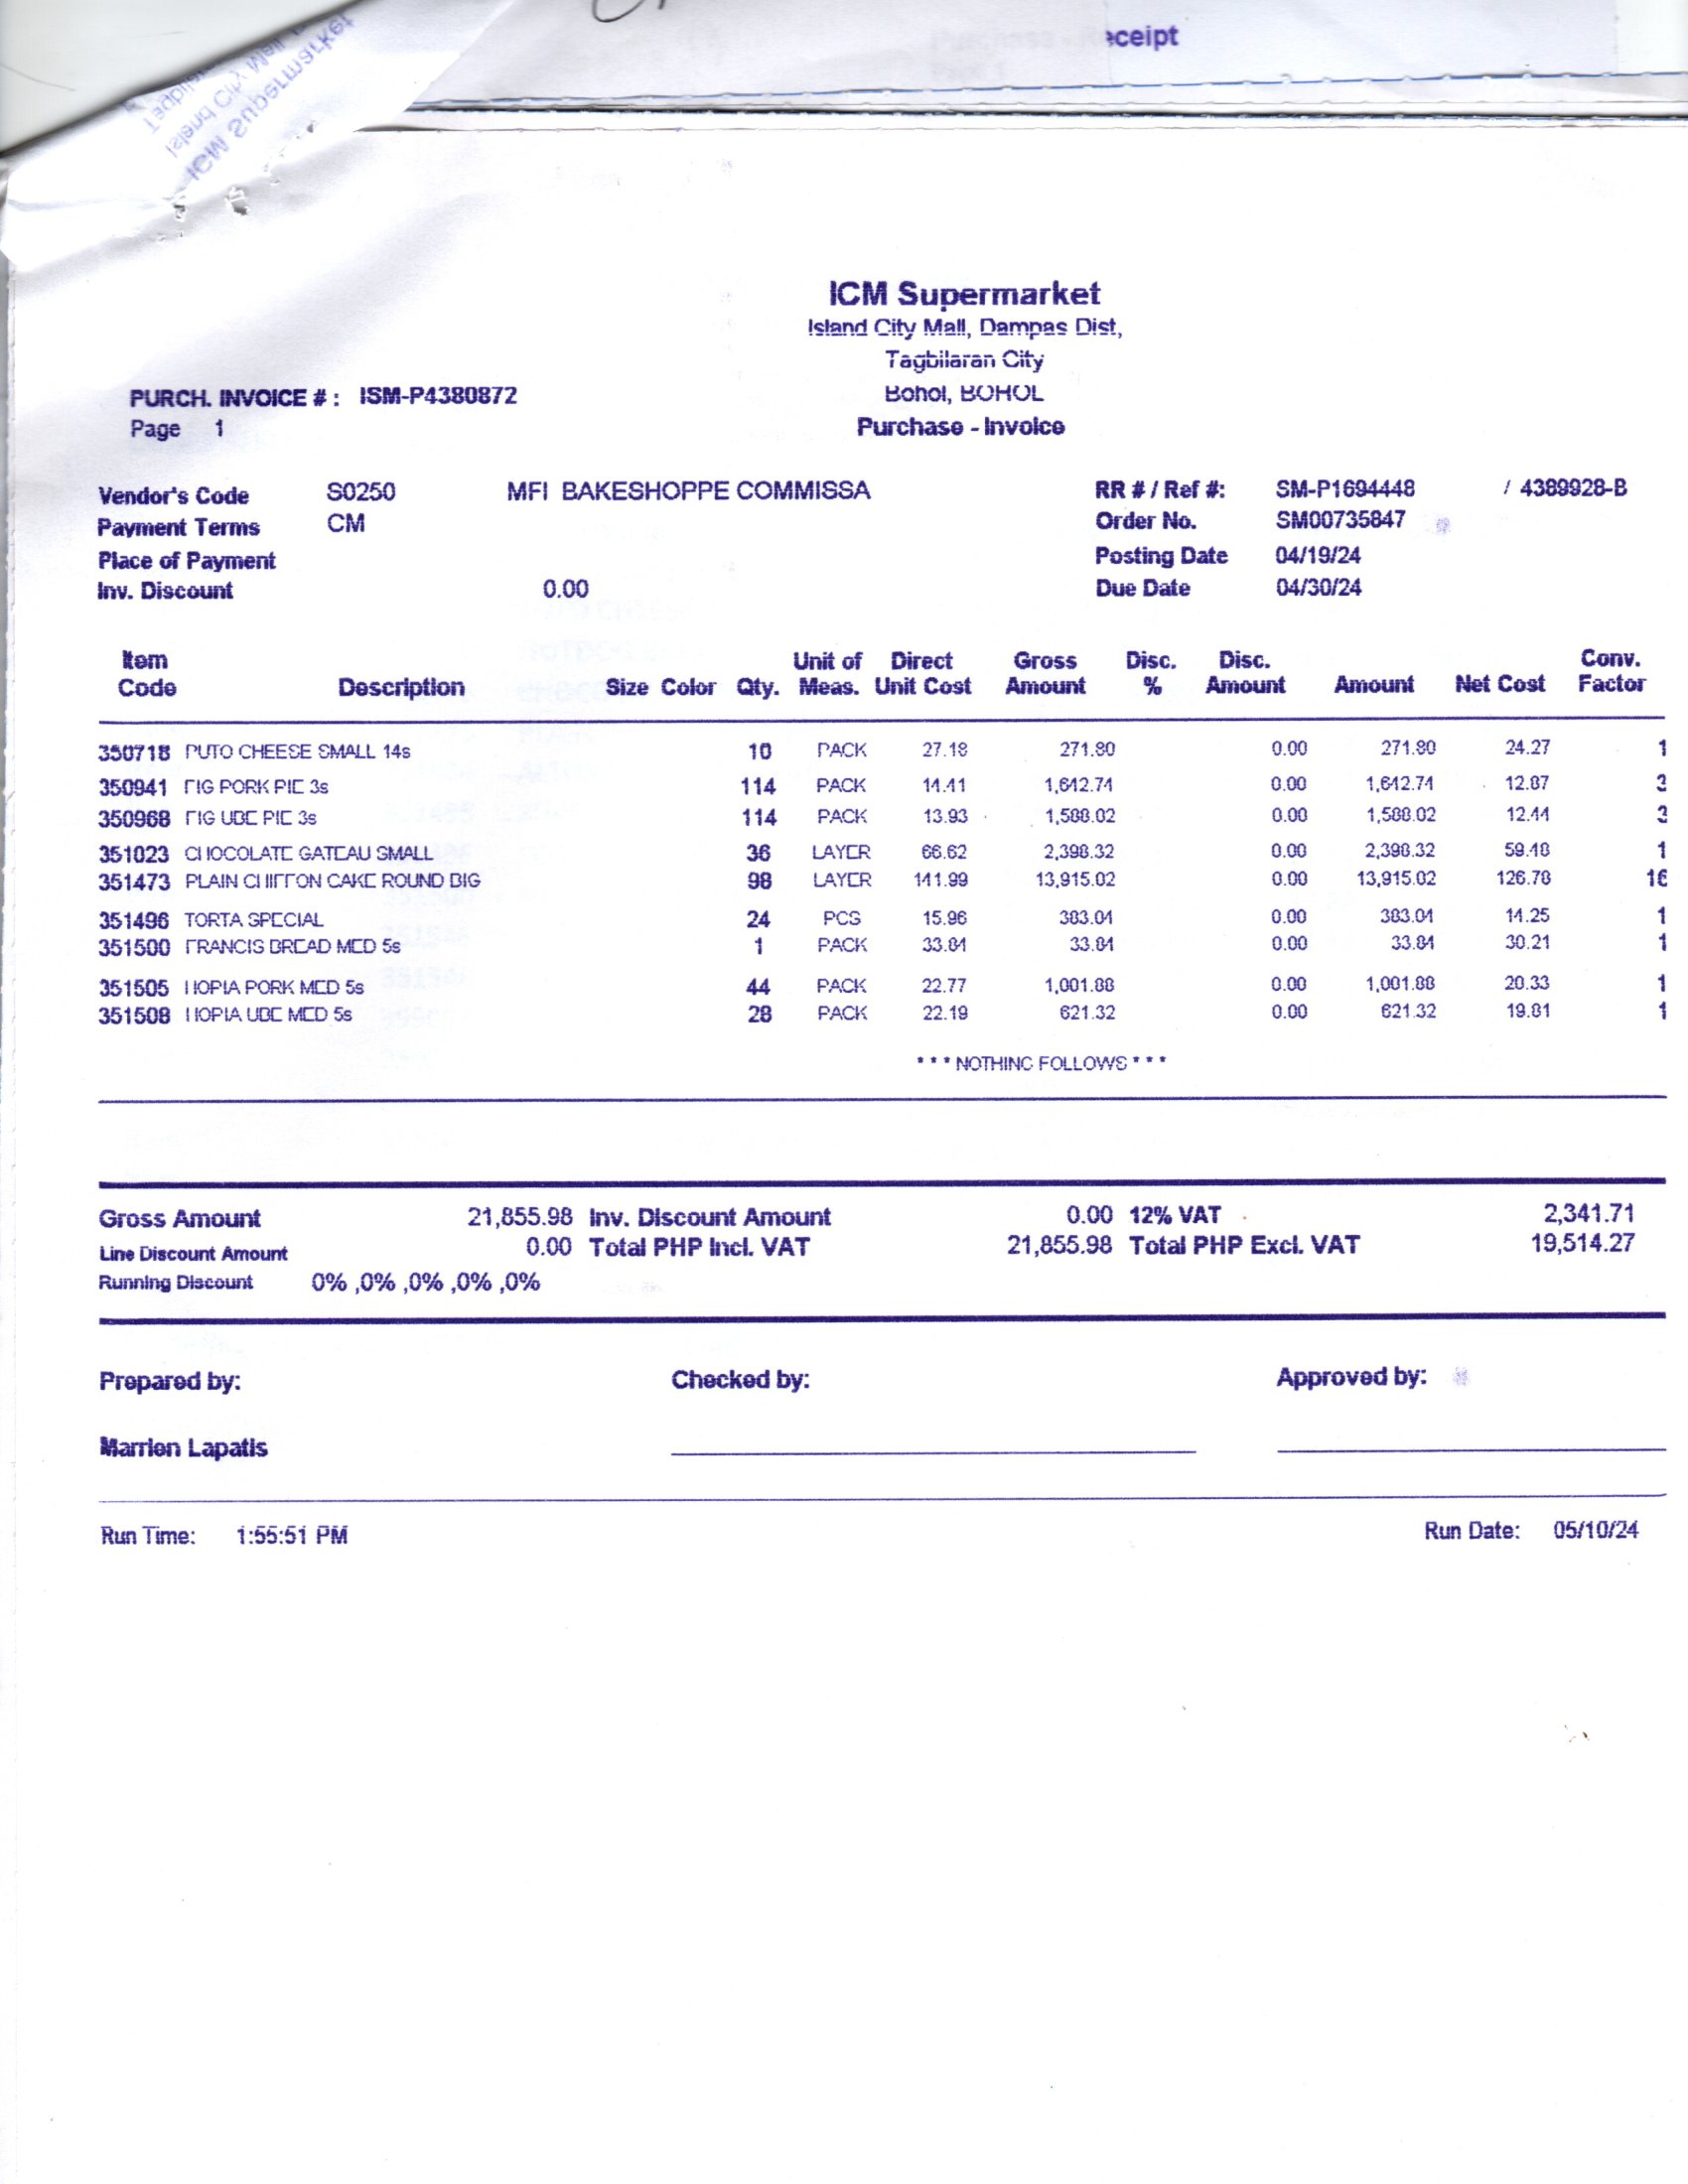 eceipt
Tagbil
Island City Mall,
ICM Supermarket
ICM Supermarket
Island City Mall, Dampas Dist,
Tagbilaran City
Bohol, BOHOL
Purchase - Invoice
PURCH. INVOICE # : ISM-P4380872
Page 1
Vendor's Code S0250 MFI BAKESHOPPE COMMISSA RR # / Ref #: SM-P1694448 / 4389928-B
Payment Terms CM Order No. SM00735847
Place of Payment Posting Date 04/19/24
Inv. Discount 0.00 Due Date 04/30/24
Item Unit of Direct Gross Disc. Disc. Conv.
Code Description Size Color Qty. Meas. Unit Cost Amount % Amount Amount Net Cost Factor
350718 PUTO CHEESE SMALL 14s 10 PACK 27.18 271.80 0.00 271.80 24.27 1
350941 FIG PORK PIE 3s 114 PACK 14.41 1,642.74 0.00 1,642.74 12.87 3
350968 FIG UBE PIE 3s 114 PACK 13.93 1,588.02 0.00 1,588.02 12.44 3
351023 CHOCOLATE GATEAU SMALL 36 LAYER 66.62 2,398.32 0.00 2,398.32 59.48 1
351473 PLAIN CHIFFON CAKE ROUND BIG 98 LAYER 141.99 13,915.02 0.00 13,915.02 126.78 16
351496 TORTA SPECIAL 24 PCS 15.96 383.04 0.00 383.04 14.25 1
351500 FRANCIS BREAD MED 5s 1 PACK 33.84 33.84 0.00 33.84 30.21 1
351505 HOPIA PORK MED 5s 44 PACK 22.77 1,001.88 0.00 1,001.88 20.33 1
351508 HOPIA UBE MED 5s 28 PACK 22.19 621.32 0.00 621.32 19.81 1
* * * NOTHING FOLLOWS * * *
Gross Amount 21,855.98 Inv. Discount Amount 0.00 12% VAT 2,341.71
Line Discount Amount 0.00 Total PHP Incl. VAT 21,855.98 Total PHP Excl. VAT 19,514.27
Running Discount 0% ,0% ,0% ,0% ,0%
Prepared by: Checked by: Approved by:
Marrion Lapatis
Run Time: 1:55:51 PM Run Date: 05/10/24